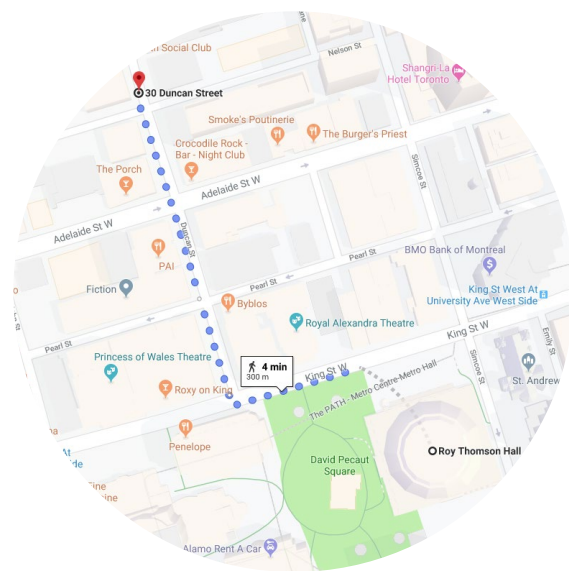 n Social Club
Nelson St
Shangri-La
Hotel Toronto
30 Duncan Street
Smoke's Poutinerie
The Burger's Priest
Crocodile Rock -
Bar - Night Club
The Porch
Simcoe St
Adelaide St W
Adelaide St W
Duncan St
PAI
BMO Bank of Montreal
Pearl St
Fiction
Pearl St
King St West At
University Ave West Side
Byblos
Royal Alexandra Theatre
King St W
Emily St
Pearl St
Princess of Wales Theatre
4 min
300 m
King St W
Simcoe St
St. Andrew
The PATH - Metro Centre-Metro Hall
Roxy on King
Penelope
At
de
David Pecaut
Square
Roy Thomson Hall
ine
ine
Alamo Rent A Car